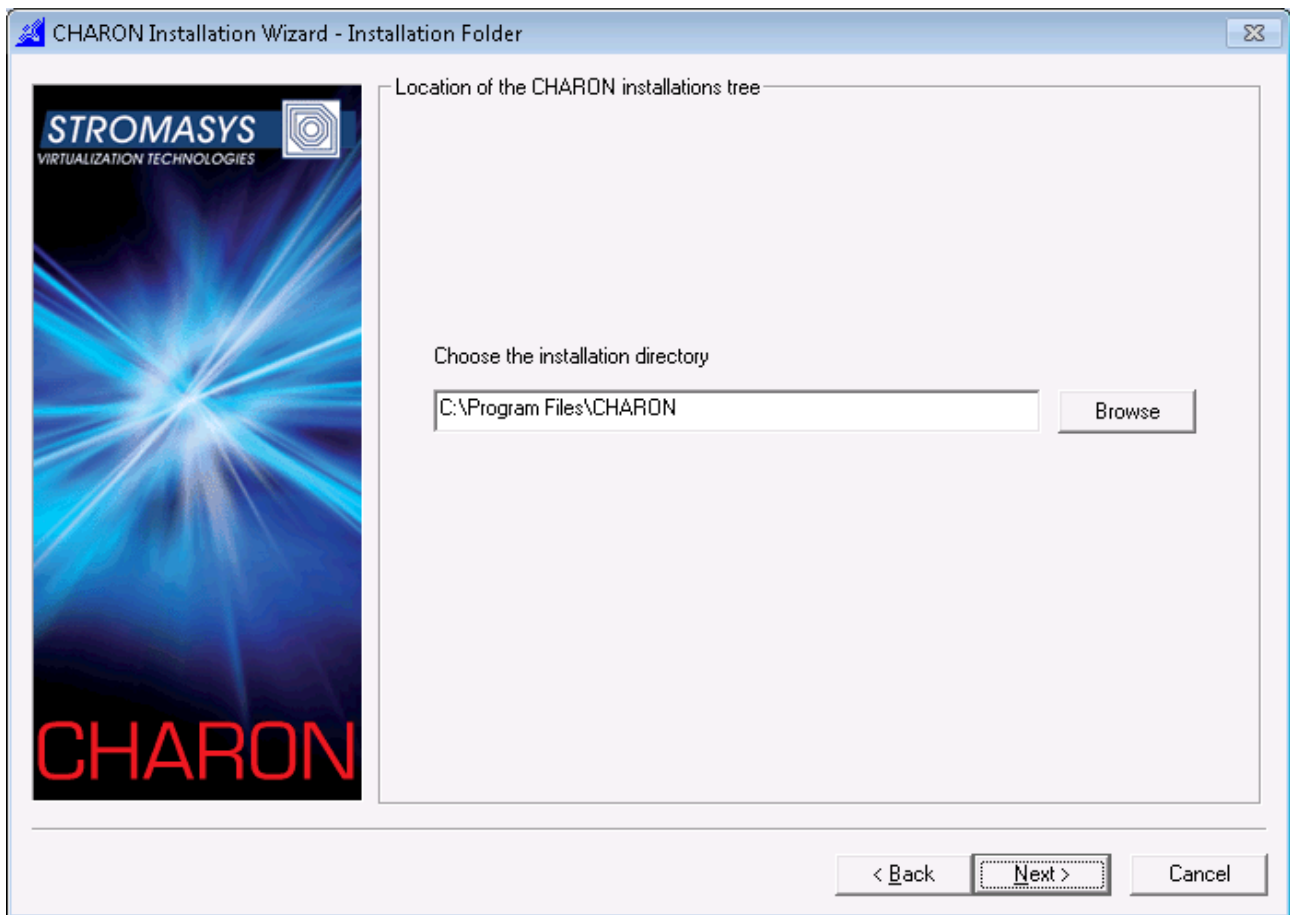 CHARON Installation Wizard - Installation Folder
STROMASYS
VIRTUALIZATION TECHNOLOGIES
CHARON
Location of the CHARON installations tree
Choose the installation directory
C:\Program Files\CHARON
Browse
< Back
Next >
Cancel